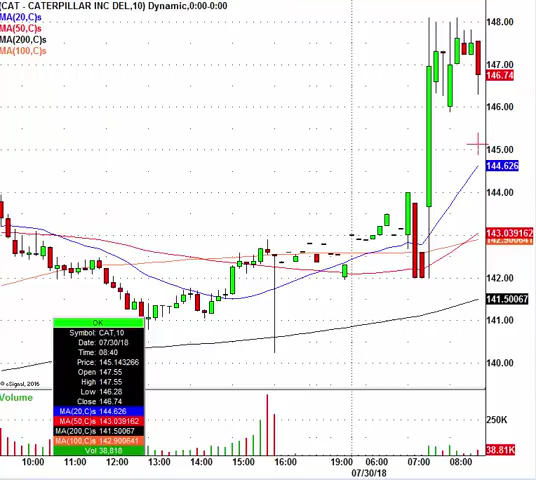 (CAT - CATERPILLAR INC DEL,10) Dynamic,0:00-0:00
MA(20,C)s
MA(50,C)s
MA(200,C)s
MA(100,C)s
148.00
147.00
146.74
146.00
145.00
144.626
144.00
143.039162
142.909641
142.00
141.50067
141.00
140.00
OK
Symbol: CAT,10
Date: 07/30/18
Time: 08:40
Price: 145.143266
Open 147.55
High 147.55
Low 146.28
Close 146.74
MA(20,C)s 144.626
MA(50,C)s 143.039162
MA(200,C)s 141.50067
MA(100,C)s 142.909641
Vol 38,818
© eSignal, 2016
Volume
250K
38.81K
10:00 11:00 12:00 13:00 14:00 15:00 16:00 19:00 06:00 07:00 08:00
07/30/18